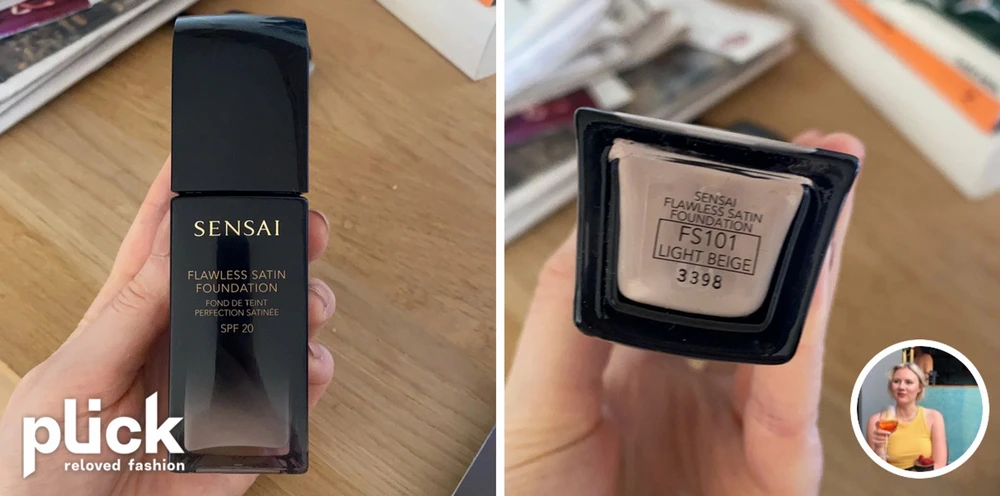 SENSAI
FLAWLESS SATIN
FOUNDATION
FOND DE TEINT
PERFECTION SATINÉE
SPF 20
plick
reloved fashion
SENSAI
FLAWLESS SATIN
FOUNDATION
FS101
LIGHT BEIGE
3398